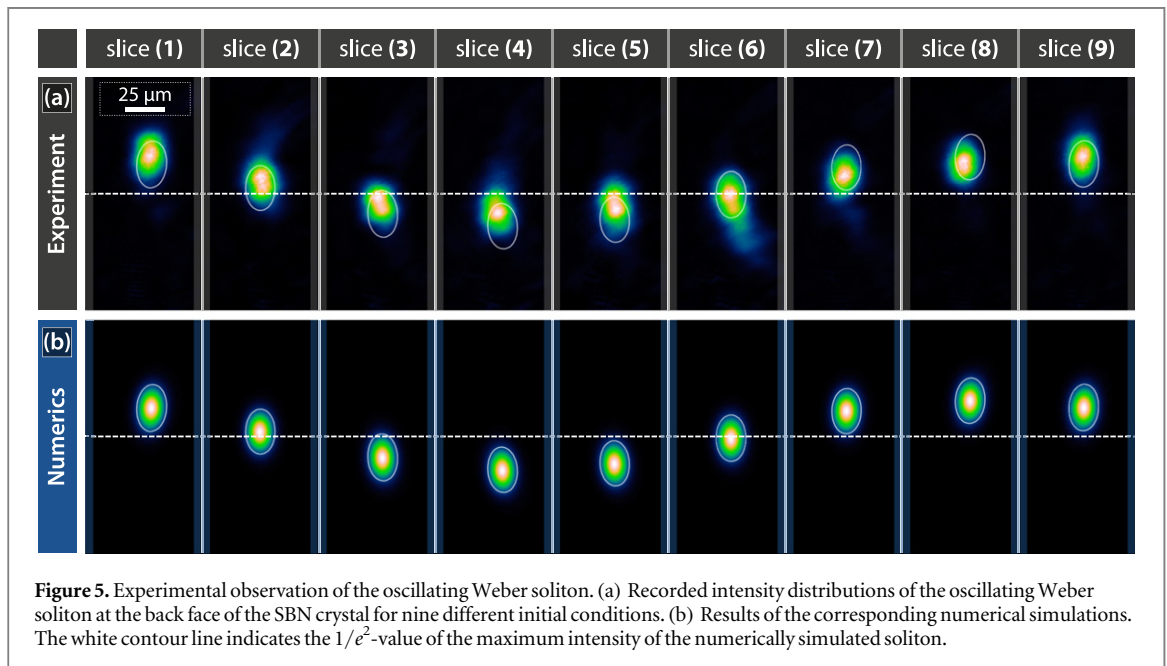 slice (1) slice (2) slice (3) slice (4) slice (5) slice (6) slice (7) slice (8) slice (9)
(a)
25 μm
Experiment
(b)
Numerics
Figure 5. Experimental observation of the oscillating Weber soliton. (a) Recorded intensity distributions of the oscillating Weber
soliton at the back face of the SBN crystal for nine different initial conditions. (b) Results of the corresponding numerical simulations.
The white contour line indicates the 1/e²-value of the maximum intensity of the numerically simulated soliton.